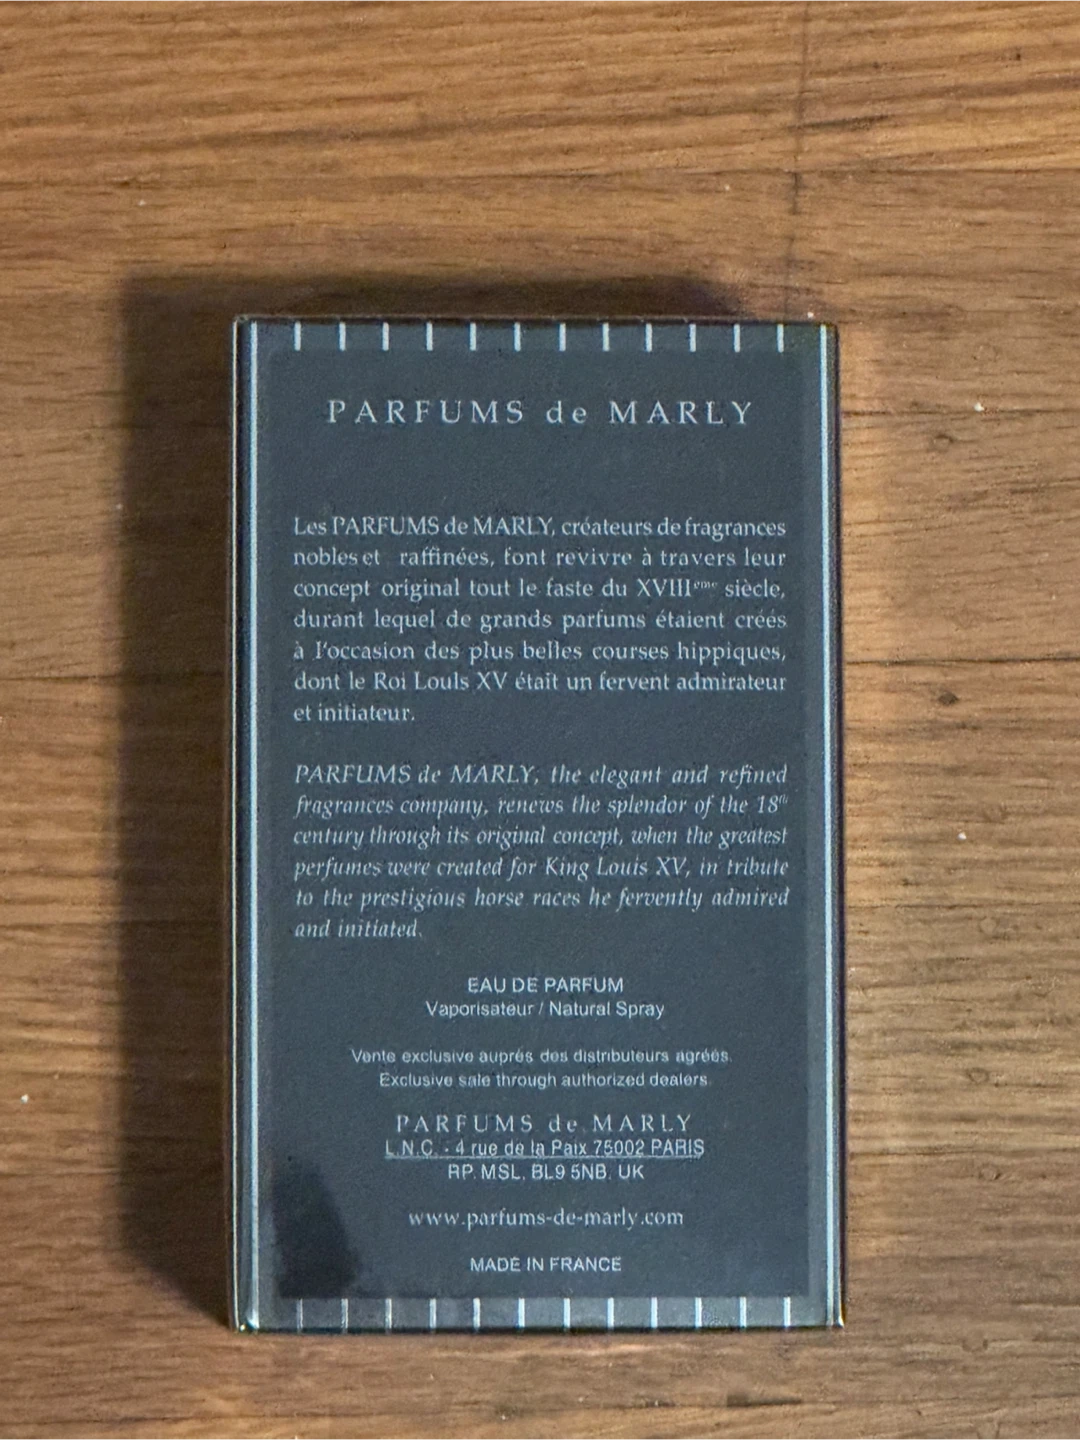 PARFUMS de MARLY
Les PARFUMS de MARLY, créateurs de fragrances
nobles et raffinées, font revivre à travers leur
concept original tout le faste du XVIIIème siècle,
durant lequel de grands parfums étaient créés
à l'occasion des plus belles courses hippiques,
dont le Roi Louis XV était un fervent admirateur
et initiateur.
PARFUMS de MARLY, the elegant and refined
fragrances company, renews the splendor of the 18th
century through its original concept, when the greatest
perfumes were created for King Louis XV, in tribute
to the prestigious horse races he fervently admired
and initiated.
EAU DE PARFUM
Vaporisateur / Natural Spray
Vente exclusive auprés des distributeurs agréés.
Exclusive sale through authorized dealers.
PARFUMS de MARLY
L.N.C. - 4 rue de la Paix 75002 PARIS
RP. MSL, BL9 5NB. UK
www.parfums-de-marly.com
MADE IN FRANCE